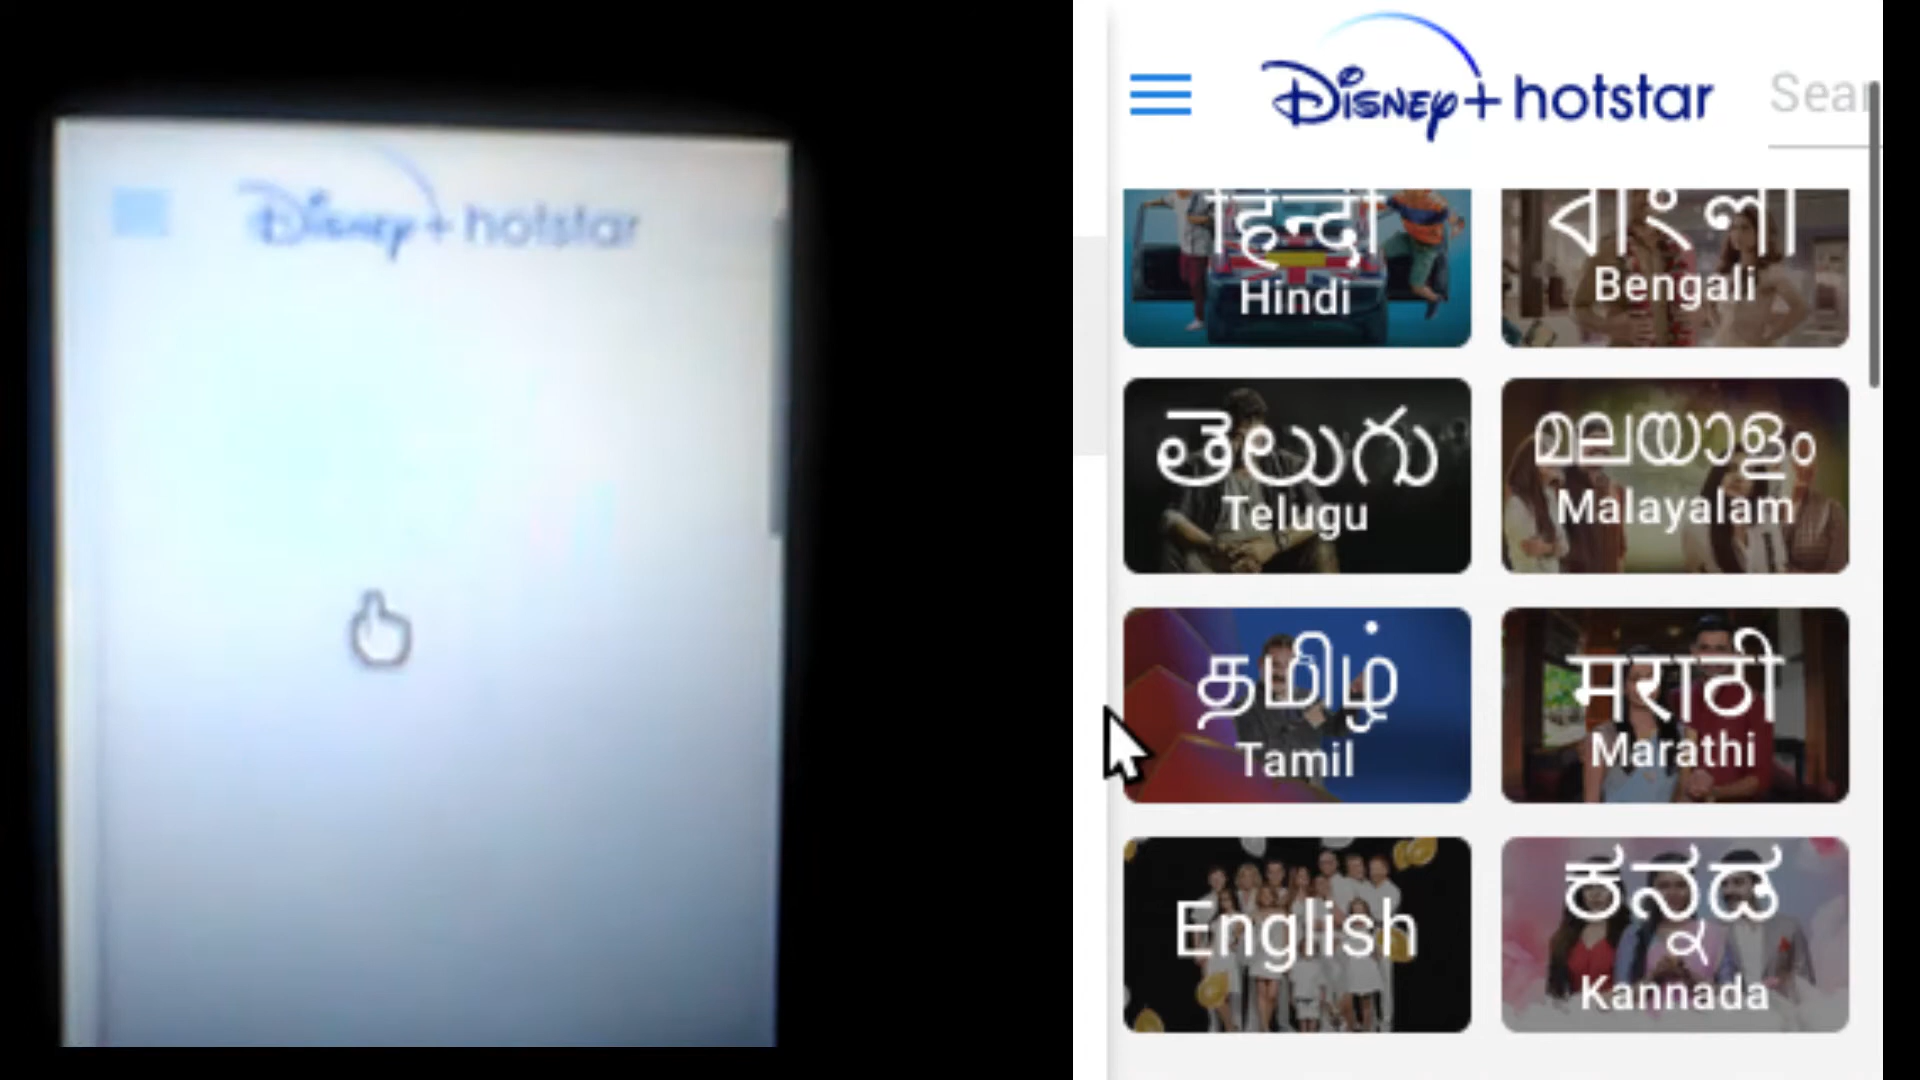 Disney+ hotstar
Disney+ hotstar
Sear
हिन्दी
Hindi
বাংলা
Bengali
తెలుగు
Telugu
മലയാളം
Malayalam
தமிழ்
Tamil
मराठी
Marathi
English
ಕನ್ನಡ
Kannada